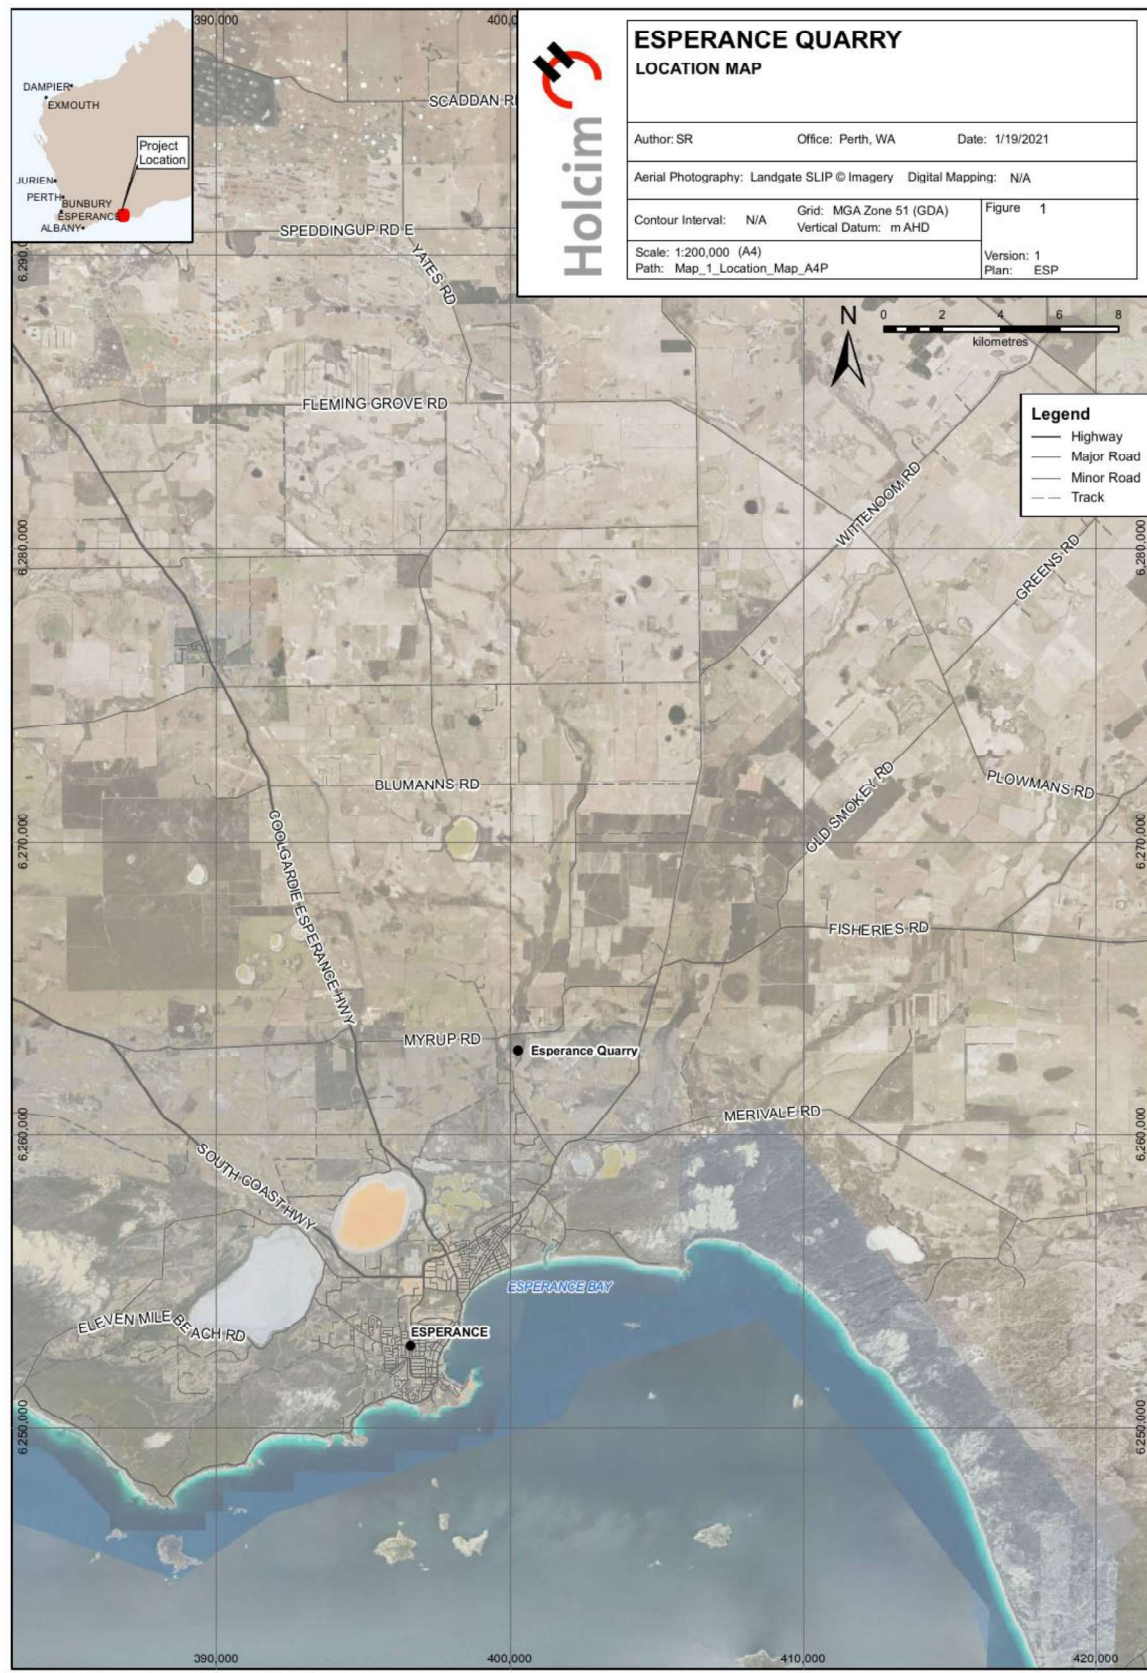 390,000
400,0
DAMPIER
EXMOUTH
Project
Location
JURIEN
PERTH
BUNBURY
ESPERANCE
ALBANY
Holcim
ESPERANCE QUARRY
LOCATION MAP
Author: SR Office: Perth, WA Date: 1/19/2021
Aerial Photography: Landgate SLIP © Imagery Digital Mapping: N/A
Contour Interval: N/A
Grid: MGA Zone 51 (GDA)
Vertical Datum: m AHD
Figure 1
Scale: 1:200,000 (A4)
Path: Map_1_Location_Map_A4P
Version: 1
Plan: ESP
SCADDAN R
SPEDDINGUP RD E
YATES RD
6,290,0
N
0 2 4 6 8
kilometres
Legend
Highway
Major Road
Minor Road
Track
FLEMING GROVE RD
WITTENOOM RD
GREENS RD
6,280,000
6,280,000
BLUMANNS RD
OLD SMOKEY RD
PLOWMANS RD
6,270,000
6,270,000
COOLGARDIE ESPERANCE HWY
FISHERIES RD
MYRUP RD
Esperance Quarry
MERIVALE RD
6,260,000
6,260,000
SOUTH COAST HWY
ESPERANCE BAY
ELEVEN MILE BEACH RD
ESPERANCE
6,250,000
6,250,000
390,000
400,000
410,000
420,000